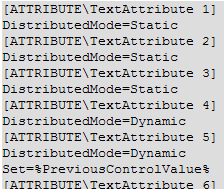 [ATTRIBUTE\TextAttribute 1]
DistributedMode=Static
[ATTRIBUTE\TextAttribute 2]
DistributedMode=Static
[ATTRIBUTE\TextAttribute 3]
DistributedMode=Static
[ATTRIBUTE\TextAttribute 4]
DistributedMode=Dynamic
[ATTRIBUTE\TextAttribute 5]
DistributedMode=Dynamic
Set=%PreviousControlValue%
[ATTRIBUTE\TextAttribute 6]